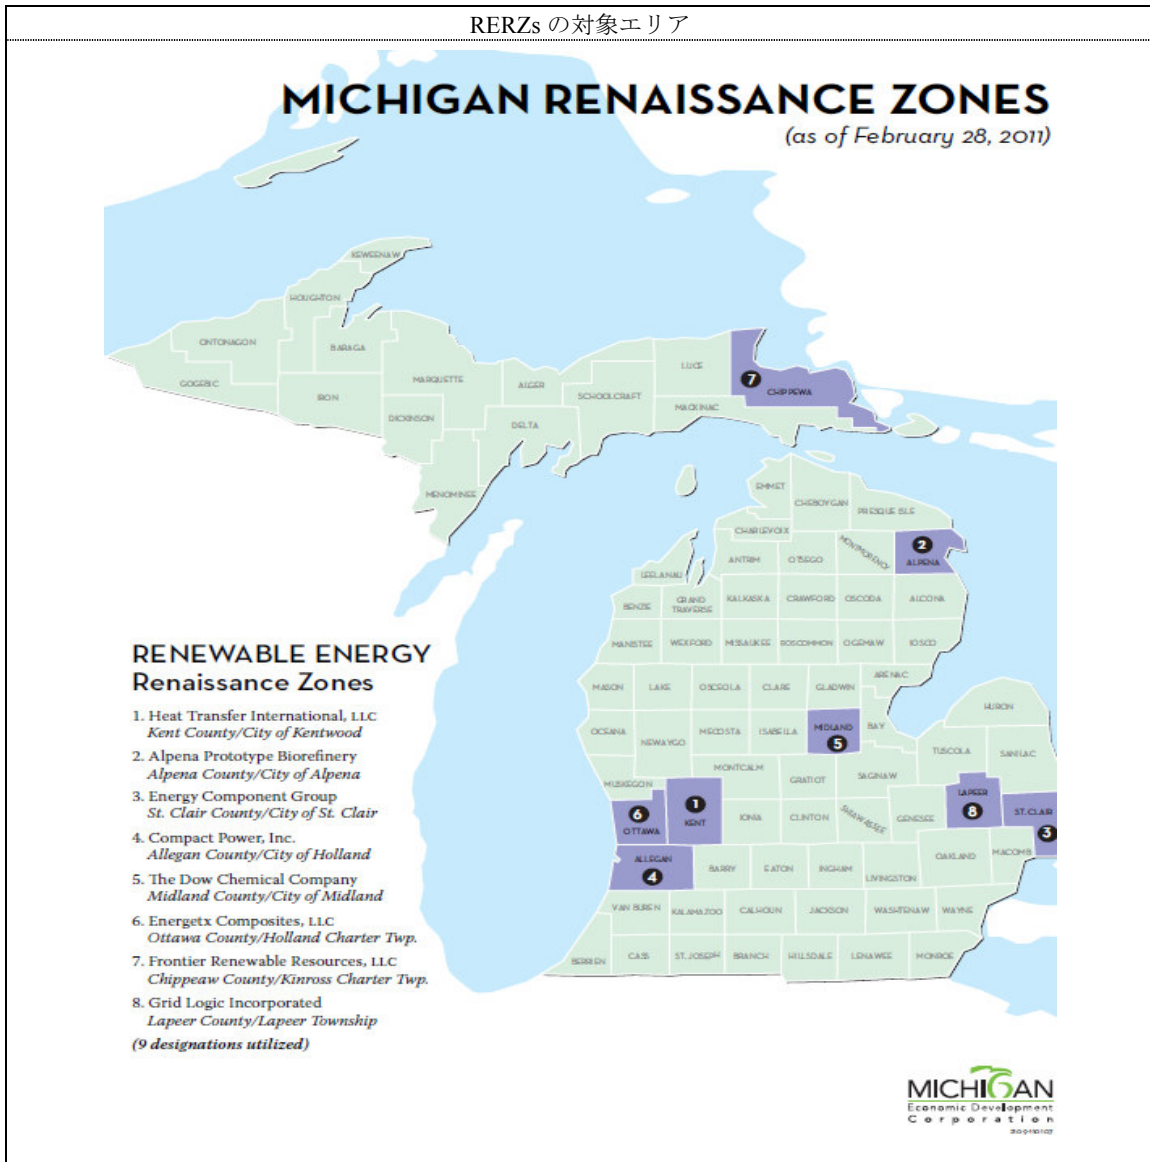 RERZs の対象エリア
MICHIGAN RENAISSANCE ZONES
(as of February 28, 2011)
KEWEENAW
HOUGHTON
ONTONAGON
BARAGA
GOGEBIC
IRON
MARQUETTE
DICKINSON
MENOMINEE
ALGER
DELTA
SCHOOLCRAFT
LUCE
MACKINAC
7
CHIPPEWA
EMMET
CHEBOYGAN
PRESQUE ISLE
CHARLEVOIX
ANTRIM
OTSEGO
MONTMORENCY
2
ALPENA
LEELANAU
BENZIE
GRAND
TRAVERSE
KALKASKA
CRAWFORD
OSCODA
ALCONA
MANISTEE
WEXFORD
MISSAUKEE
ROSCOMMON
OGEMAW
IOSCO
ARENAC
MASON
LAKE
OSCEOLA
CLARE
GLADWIN
HURON
OCEANA
NEWAYGO
MECOSTA
ISABELLA
MIDLAND
5
BAY
TUSCOLA
SANILAC
MUSKEGON
MONTCALM
GRATIOT
SAGINAW
6
OTTAWA
1
KENT
IONIA
CLINTON
SHIAWASSEE
GENESEE
LAPEER
8
ST. CLAIR
3
ALLEGAN
4
BARRY
EATON
INGHAM
LIVINGSTON
OAKLAND
MACOMB
VAN BUREN
KALAMAZOO
CALHOUN
JACKSON
WASHTENAW
WAYNE
BERRIEN
CASS
ST. JOSEPH
BRANCH
HILLSDALE
LENAWEE
MONROE
RENEWABLE ENERGY
Renaissance Zones
1. Heat Transfer International, LLC
Kent County/City of Kentwood
2. Alpena Prototype Biorefinery
Alpena County/City of Alpena
3. Energy Component Group
St. Clair County/City of St. Clair
4. Compact Power, Inc.
Allegan County/City of Holland
5. The Dow Chemical Company
Midland County/City of Midland
6. Energetx Composites, LLC
Ottawa County/Holland Charter Twp.
7. Frontier Renewable Resources, LLC
Chippeaw County/Kinross Charter Twp.
8. Grid Logic Incorporated
Lapeer County/Lapeer Township
(9 designations utilized)
MICHIGAN
Economic Development
Corporation